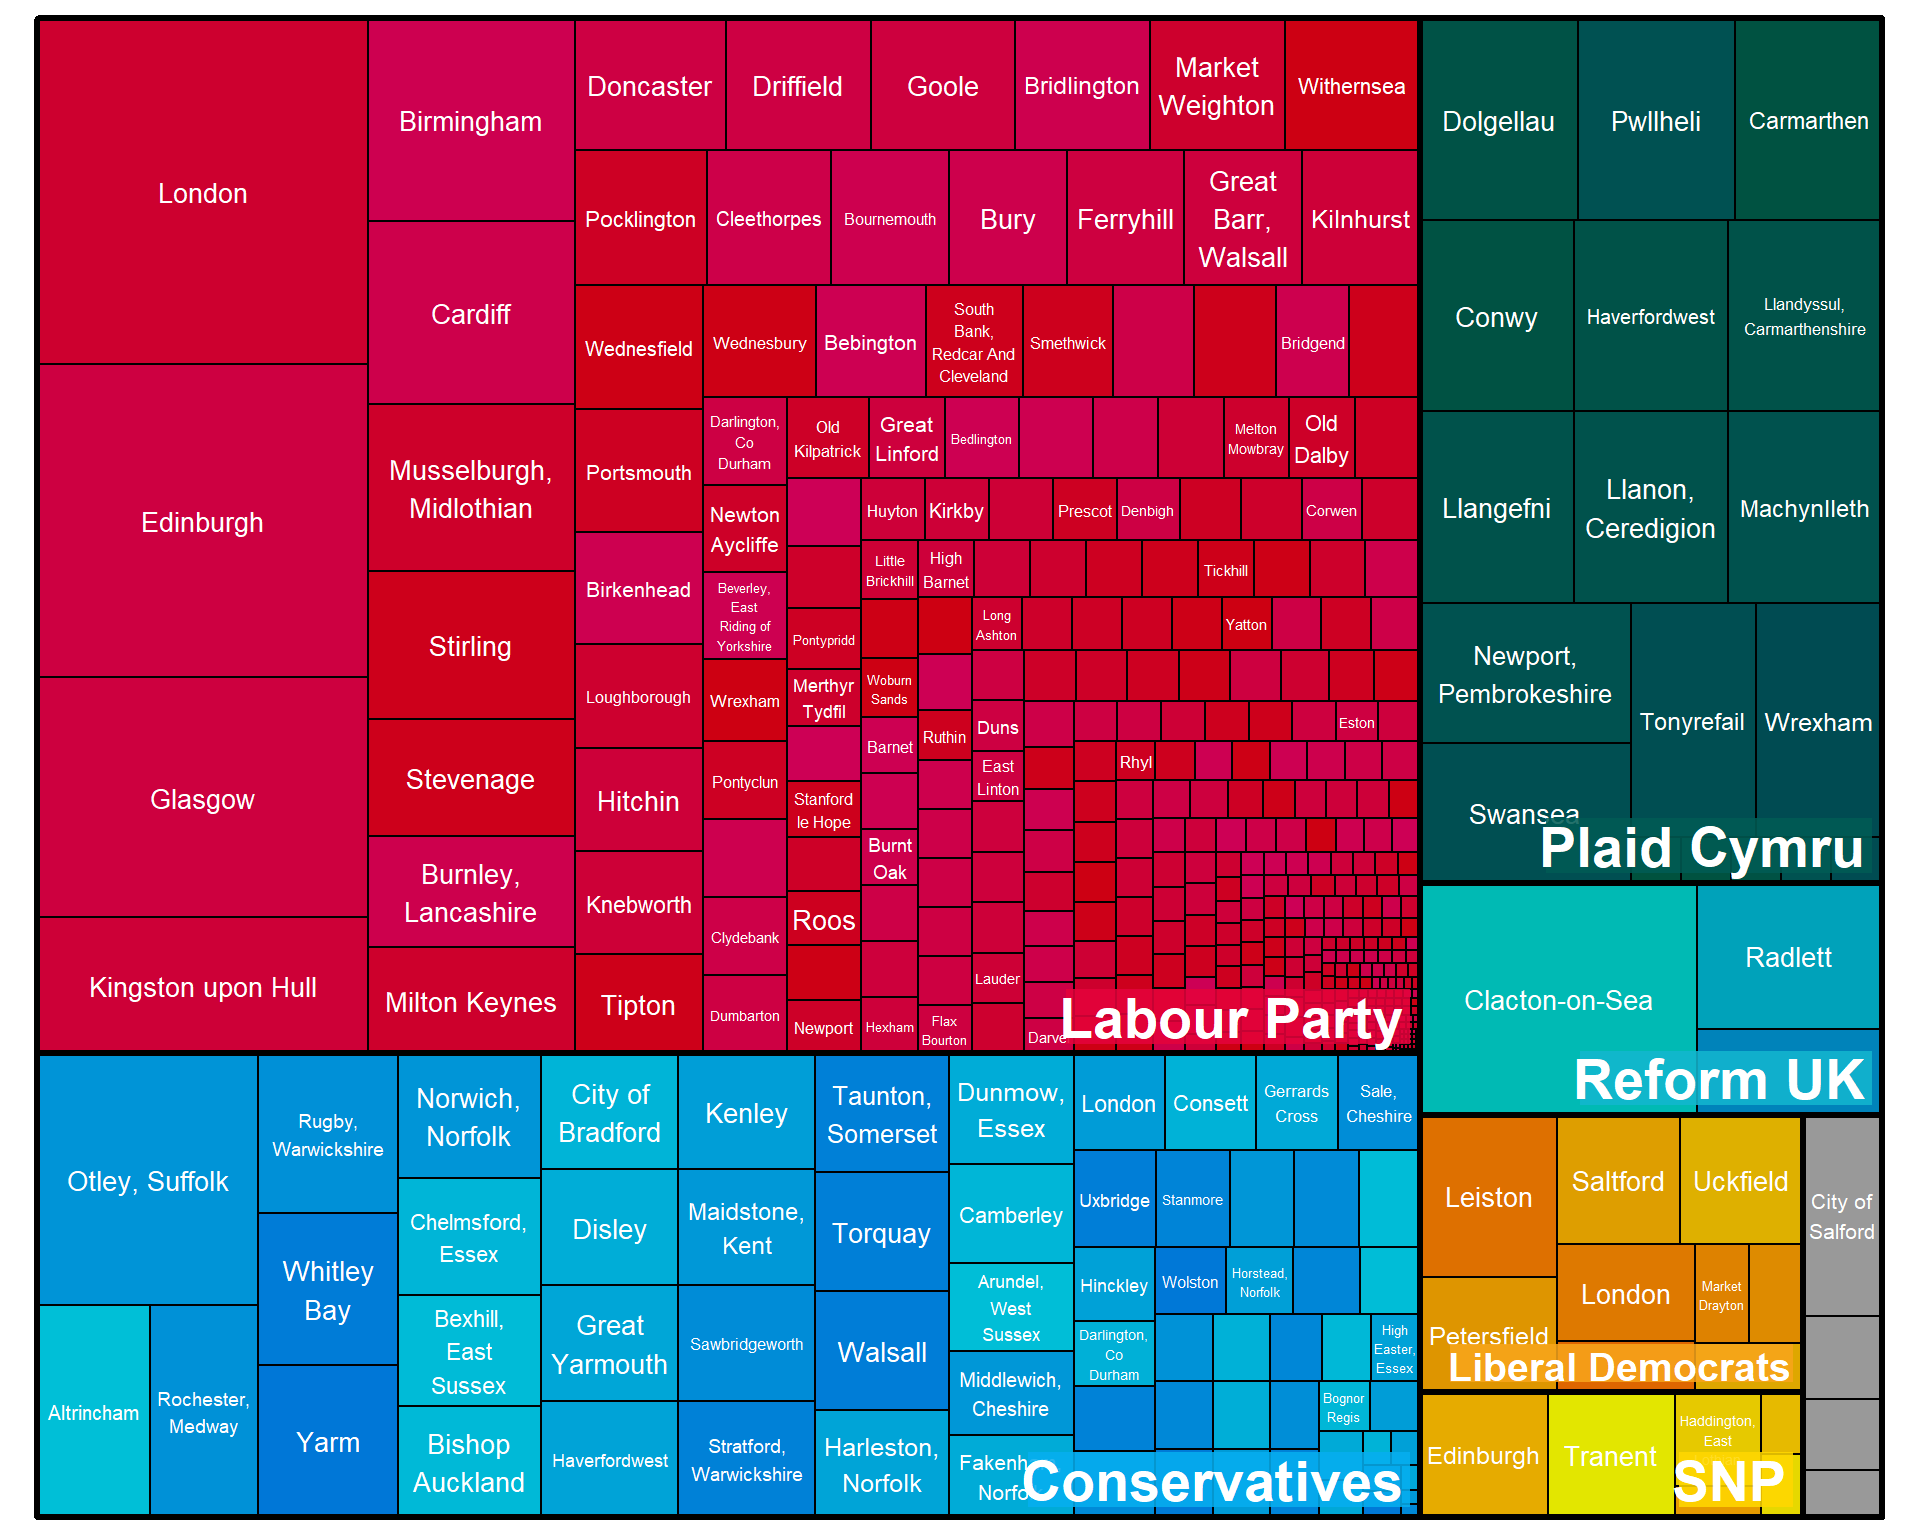 London
Edinburgh
Glasgow
Kingston upon Hull
Birmingham
Cardiff
Musselburgh,
Midlothian
Stirling
Stevenage
Burnley,
Lancashire
Milton Keynes
Doncaster
Driffield
Goole
Bridlington
Market
Weighton
Withernsea
Pocklington
Cleethorpes
Bournemouth
Bury
Ferryhill
Great
Barr,
Walsall
Kilnhurst
Wednesfield
Portsmouth
Birkenhead
Loughborough
Hitchin
Knebworth
Tipton
Wednesbury
Bebington
South
Bank,
Redcar And
Cleveland
Smethwick
Bridgend
Darlington,
Co
Durham
Newton
Aycliffe
Beverley,
East
Riding of
Yorkshire
Wrexham
Pontyclun
Clydebank
Dumbarton
Old
Kilpatrick
Great
Linford
Bedlington
Melton
Mowbray
Old
Dalby
Pontypridd
Merthyr
Tydfil
Stanford
le Hope
Roos
Newport
Huyton
Kirkby
Prescot
Denbigh
Corwen
Little
Brickhill
High
Barnet
Tickhill
Woburn
Sands
Barnet
Burnt
Oak
Hexham
Ruthin
Flax
Bourton
Long
Ashton
Yatton
Duns
East
Linton
Lauder
Eston
Rhyl
Darve
Labour Party
Dolgellau
Pwllheli
Carmarthen
Conwy
Haverfordwest
Llandyssul,
Carmarthenshire
Llangefni
Llanon,
Ceredigion
Machynlleth
Newport,
Pembrokeshire
Swansea
Tonyrefail
Wrexham
Plaid Cymru
Clacton-on-Sea
Radlett
Reform UK
Otley, Suffolk
Altrincham
Rochester,
Medway
Rugby,
Warwickshire
Whitley
Bay
Yarm
Norwich,
Norfolk
Chelmsford,
Essex
Bexhill,
East
Sussex
Bishop
Auckland
City of
Bradford
Disley
Great
Yarmouth
Haverfordwest
Kenley
Maidstone,
Kent
Sawbridgeworth
Stratford,
Warwickshire
Taunton,
Somerset
Torquay
Walsall
Harleston,
Norfolk
Dunmow,
Essex
Camberley
Arundel,
West
Sussex
Middlewich,
Cheshire
Fakenh
Norfo
London
Consett
Gerrards
Cross
Sale,
Cheshire
Uxbridge
Stanmore
Hinckley
Wolston
Horstead,
Norfolk
Darlington,
Co
Durham
High
Easter,
Essex
Bognor
Regis
Conservatives
Leiston
Petersfield
Saltford
Uckfield
London
Market
Drayton
Liberal Democrats
Edinburgh
Tranent
Haddington,
East
SNP
City of
Salford